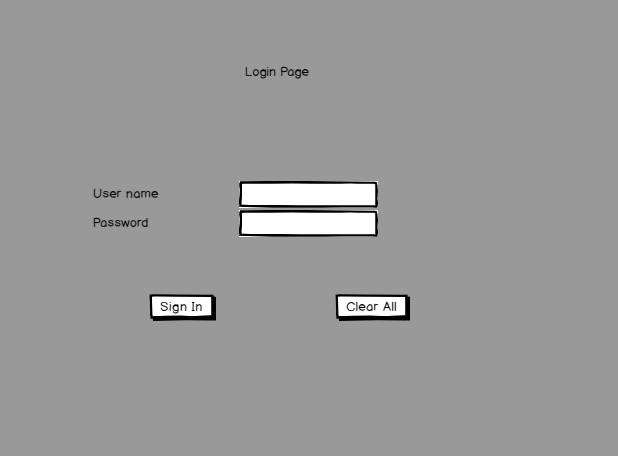 Login Page
User name
Password
Sign In
Clear All